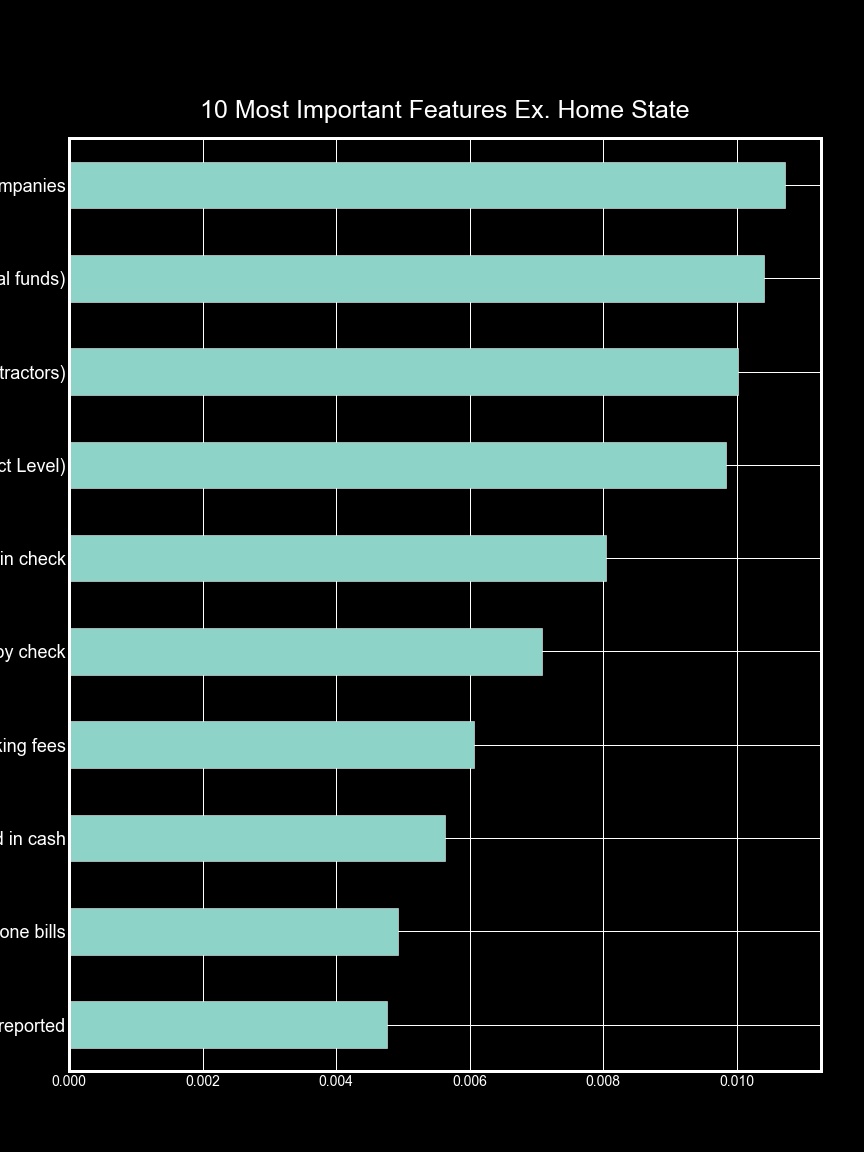 10 Most Important Features Ex. Home State
mpanies
al funds)
tractors)
ct Level)
in check
by check
king fees
d in cash
one bills
reported
0.000 0.002 0.004 0.006 0.008 0.010